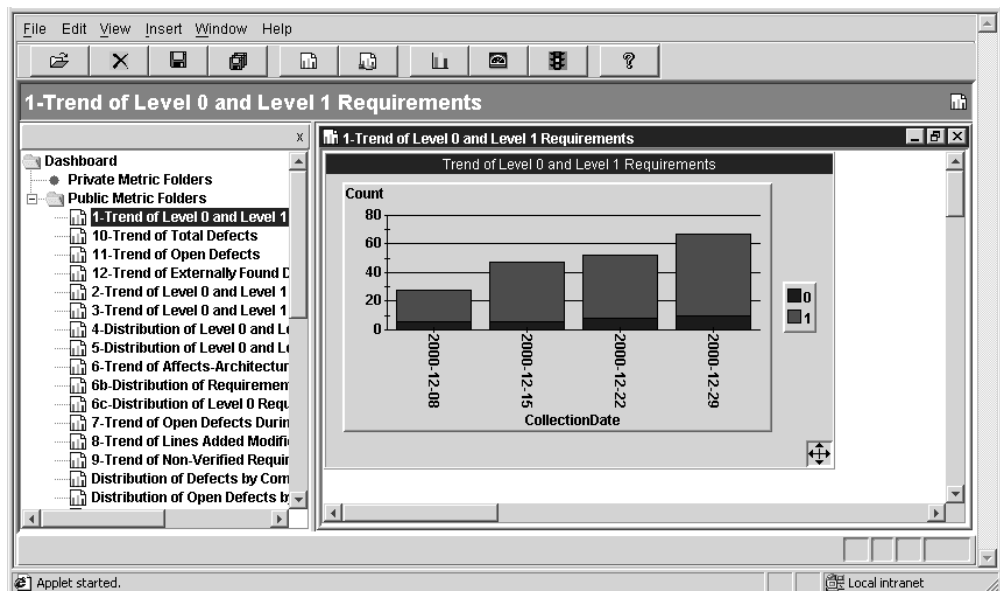 File Edit View Insert Window Help
1-Trend of Level 0 and Level 1 Requirements
x
Dashboard
Private Metric Folders
Public Metric Folders
1-Trend of Level 0 and Level 1
10-Trend of Total Defects
11-Trend of Open Defects
12-Trend of Externally Found D
2-Trend of Level 0 and Level 1
3-Trend of Level 0 and Level 1
4-Distribution of Level 0 and Le
5-Distribution of Level 0 and Le
6-Trend of Affects-Architectur
6b-Distribution of Requiremen
6c-Distribution of Level 0 Requ
7-Trend of Open Defects Durin
8-Trend of Lines Added Modifi
9-Trend of Non-Verified Requir
Distribution of Defects by Com
Distribution of Open Defects b
1-Trend of Level 0 and Level 1 Requirements
Trend of Level 0 and Level 1 Requirements
Count
80
60
40
20
0
2000-12-08
2000-12-15
2000-12-22
2000-12-29
CollectionDate
0
1
Applet started.
Local intranet